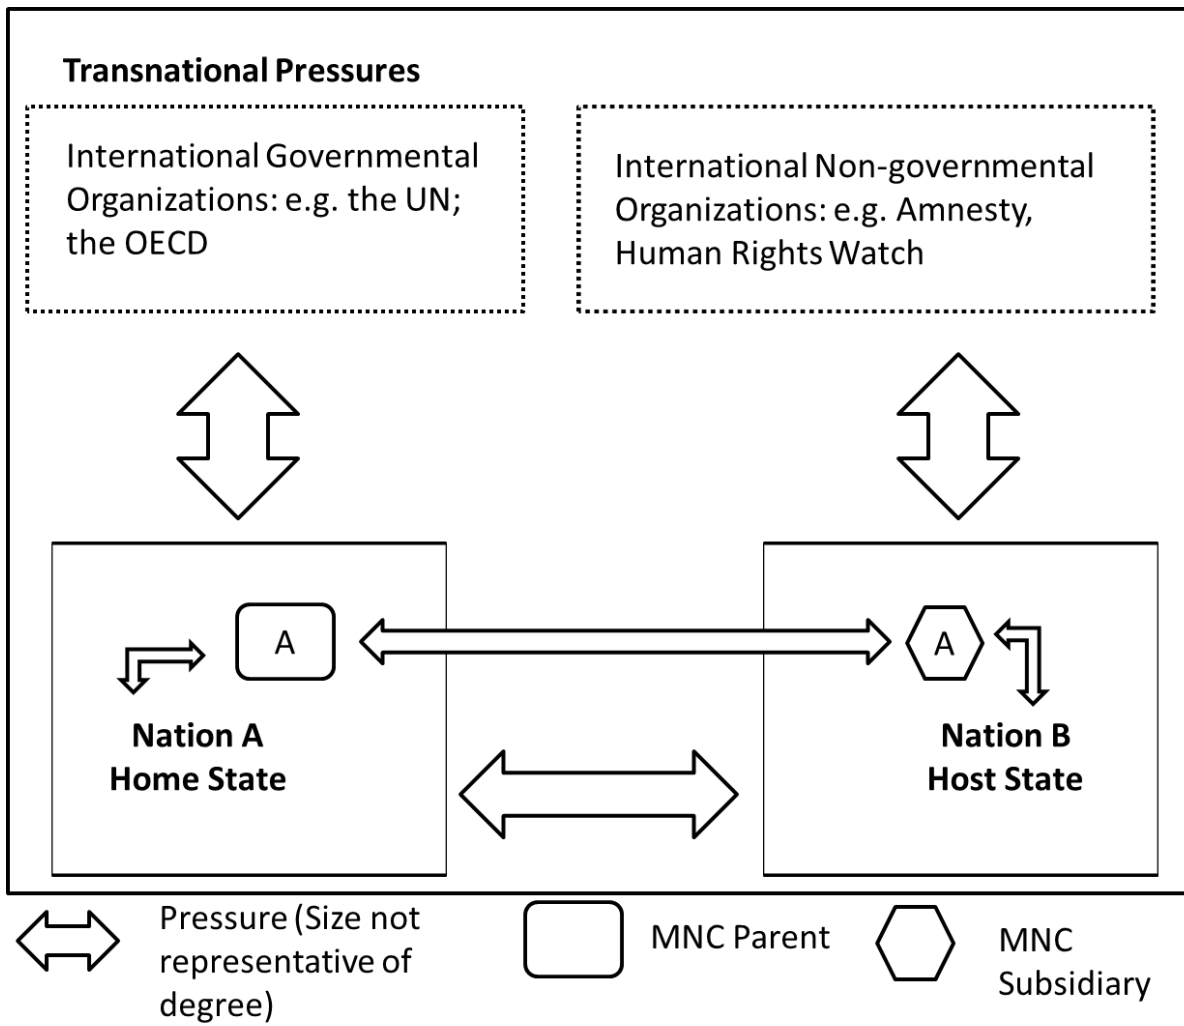 Transnational Pressures
International Governmental
Organizations: e.g. the UN;
the OECD
International Non-governmental
Organizations: e.g. Amnesty,
Human Rights Watch
A
A
Nation A
Home State
Nation B
Host State
Pressure (Size not
representative of
degree)
MNC Parent
MNC
Subsidiary